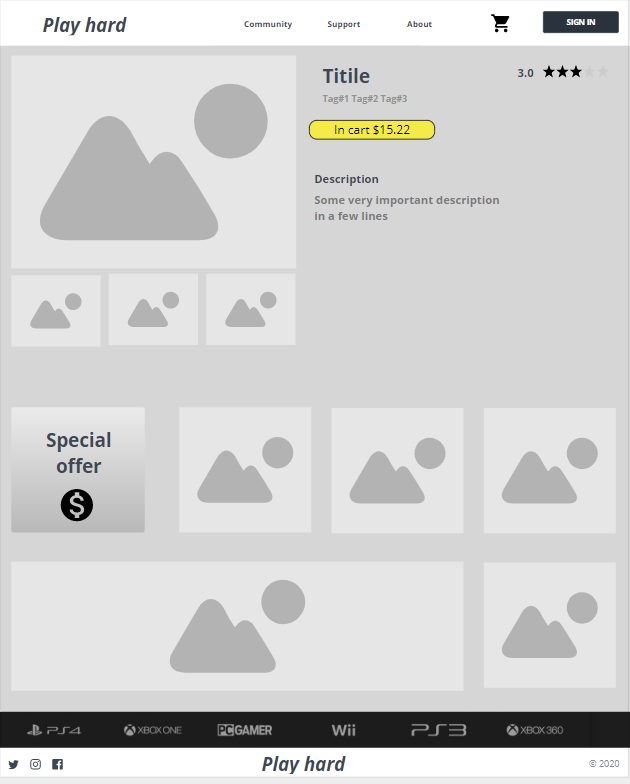 Play hard
Community
Support
About
SIGN IN
Titile
3.0
Tag#1 Tag#2 Tag#3
In cart $15.22
Description
Some very important description
in a few lines
Special
offer
$
PS4
XBOX ONE
PC GAMER
Wii
PS3
XBOX 360
Play hard
© 2020